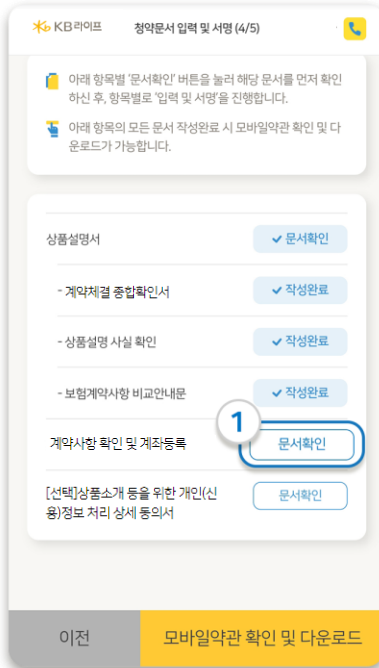 KB라이프 청약문서 입력 및 서명 (4/5)
아래 항목별 '문서확인' 버튼을 눌러 해당 문서를 먼저 확인
하신 후, 항목별로 '입력 및 서명'을 진행합니다.
아래 항목의 모든 문서 작성완료 시 모바일약관 확인 및 다
운로드가 가능합니다.
상품설명서 문서확인
- 계약체결 종합확인서 작성완료
- 상품설명 사실 확인 작성완료
- 보험계약사항 비교안내문 작성완료
1
계약사항 확인 및 계좌등록 문서확인
[선택]상품소개 등을 위한 개인(신 문서확인
용)정보 처리 상세 동의서
이전 모바일약관 확인 및 다운로드